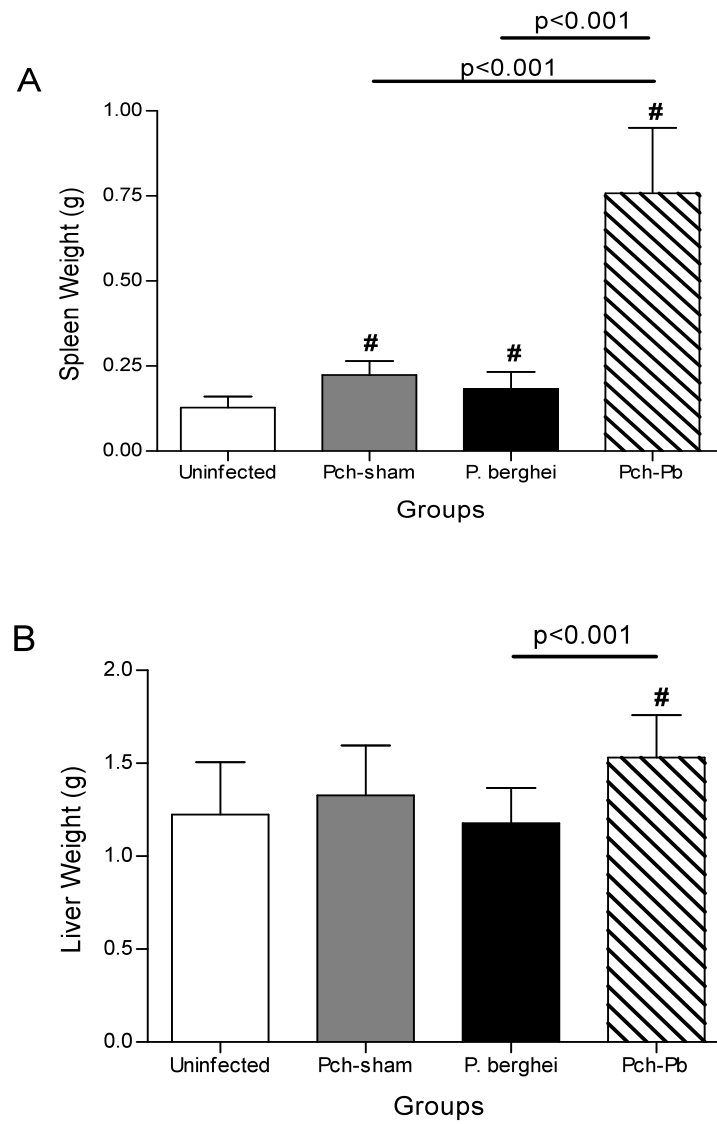 p<0.001
A
p<0.001
1.00
#
0.75
0.50
#
#
0.25
0.00
Spleen Weight (g)
Uninfected Pch-sham P. berghei Pch-Pb
Groups
B
p<0.001
2.0
#
1.5
1.0
0.5
0.0
Liver Weight (g)
Uninfected Pch-sham P. berghei Pch-Pb
Groups